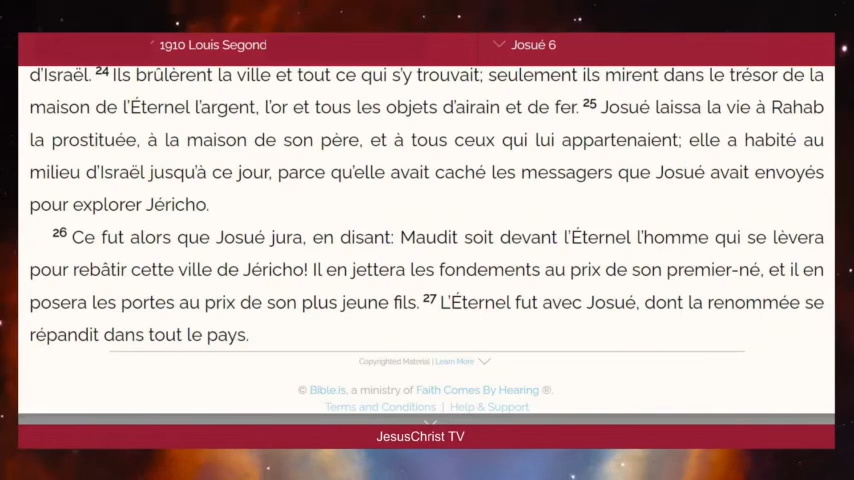 1910 Louis Segond
Josué 6
d'Israël. 24 Ils brûlèrent la ville et tout ce qui s'y trouvait; seulement ils mirent dans le trésor de la
maison de l'Éternel l'argent, l'or et tous les objets d'airain et de fer. 25 Josué laissa la vie à Rahab
la prostituée, à la maison de son père, et à tous ceux qui lui appartenaient; elle a habité au
milieu d'Israël jusqu'à ce jour, parce qu'elle avait caché les messagers que Josué avait envoyés
pour explorer Jéricho.
26 Ce fut alors que Josué jura, en disant: Maudit soit devant l'Éternel l'homme qui se lèvera
pour rebâtir cette ville de Jéricho! Il en jettera les fondements au prix de son premier-né, et il en
posera les portes au prix de son plus jeune fils. 27 L'Éternel fut avec Josué, dont la renommée se
répandit dans tout le pays.
Copyrighted Material | Learn More
© Bible.is, a ministry of Faith Comes By Hearing ®.
Terms and Conditions | Help & Support
JesusChrist TV